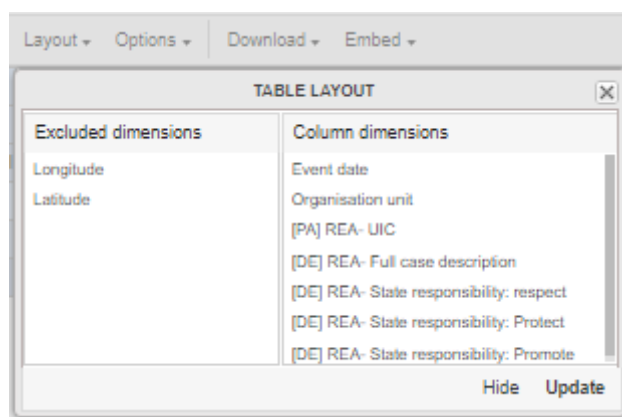 Layout Options Download Embed
TABLE LAYOUT
Excluded dimensions
Longitude
Latitude
Column dimensions
Event date
Organisation unit
[PA] REA- UIC
[DE] REA- Full case description
[DE] REA- State responsibility: respect
[DE] REA- State responsibility: Protect
[DE] REA- State responsibility: Promote
Hide Update